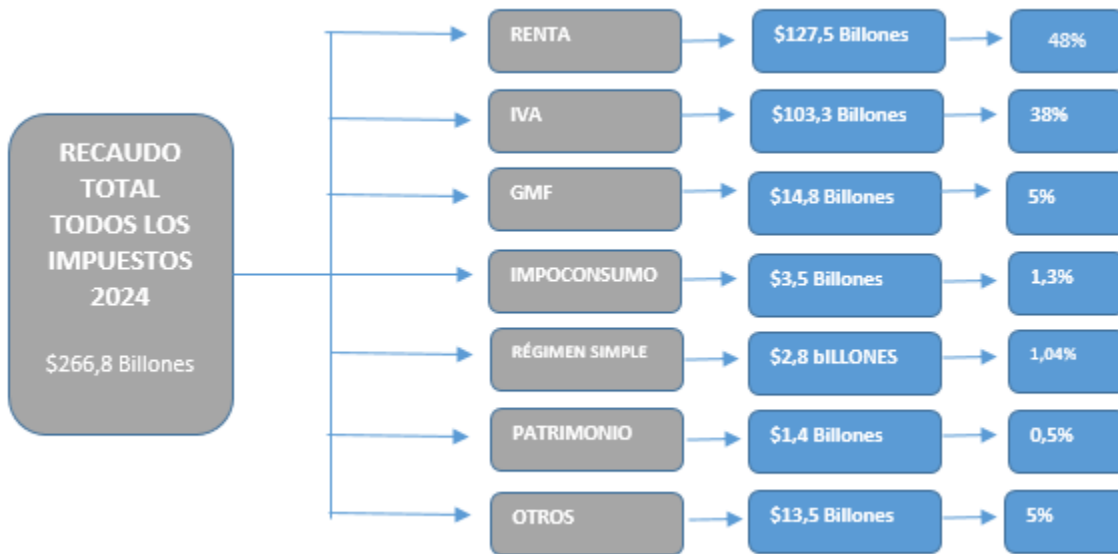 RECAUDO
TOTAL
TODOS LOS
IMPUESTOS
2024
$266,8 Billones
RENTA
$127,5 Billones
48%
IVA
$103,3 Billones
38%
GMF
$14,8 Billones
5%
IMPOCONSUMO
$3,5 Billones
1,3%
RÉGIMEN SIMPLE
$2,8 bILLONES
1,04%
PATRIMONIO
$1,4 Billones
0,5%
OTROS
$13,5 Billones
5%